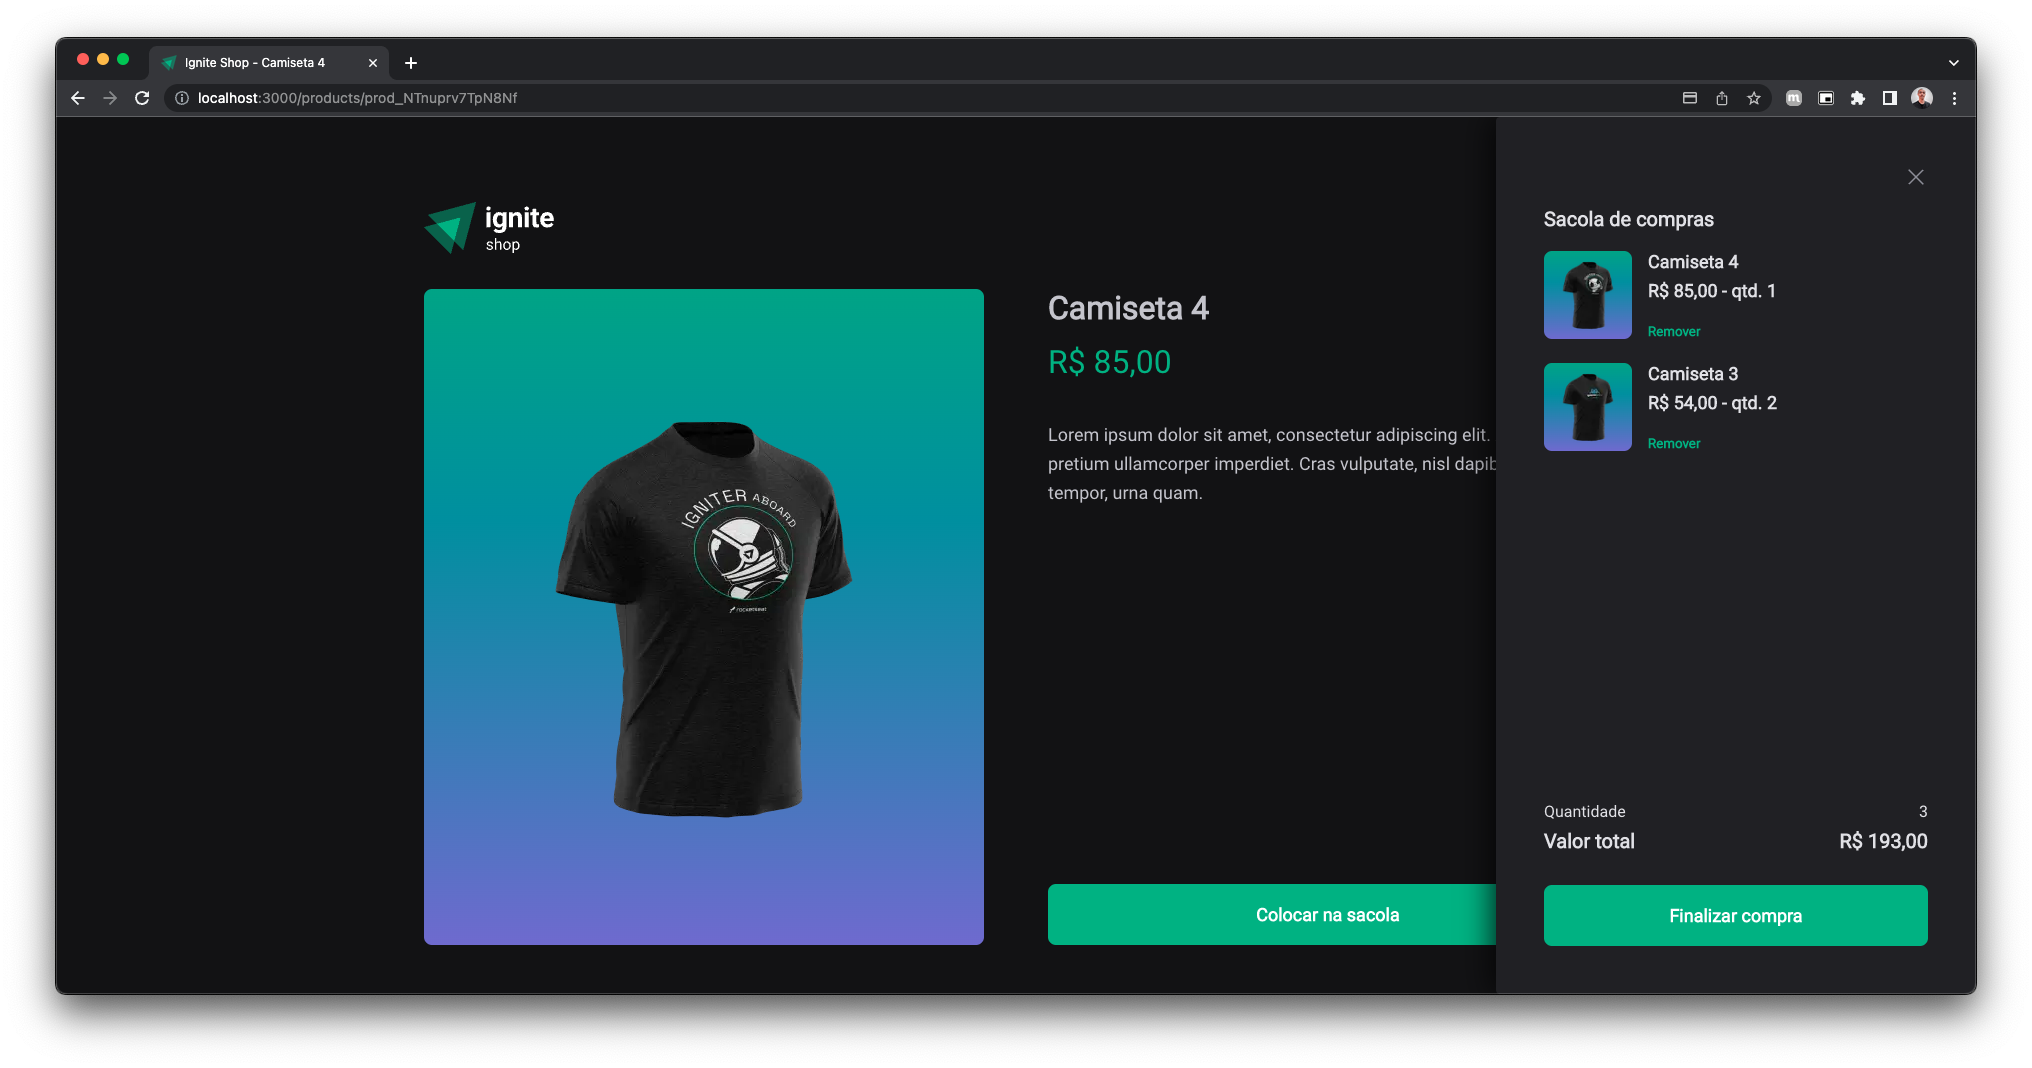 Ignite Shop - Camiseta 4
localhost:3000/products/prod_NTnuprv7TpN8Nf
ignite
shop
Camiseta 4
R$ 85,00
Lorem ipsum dolor sit amet, consectetur adipiscing elit.
pretium ullamcorper imperdiet. Cras vulputate, nisl dapib
tempor, urna quam.
IGNITER ABOARD
rocketseat
Colocar na sacola
Sacola de compras
Camiseta 4
R$ 85,00 - qtd. 1
Remover
Camiseta 3
R$ 54,00 - qtd. 2
Remover
Quantidade 3
Valor total R$ 193,00
Finalizar compra